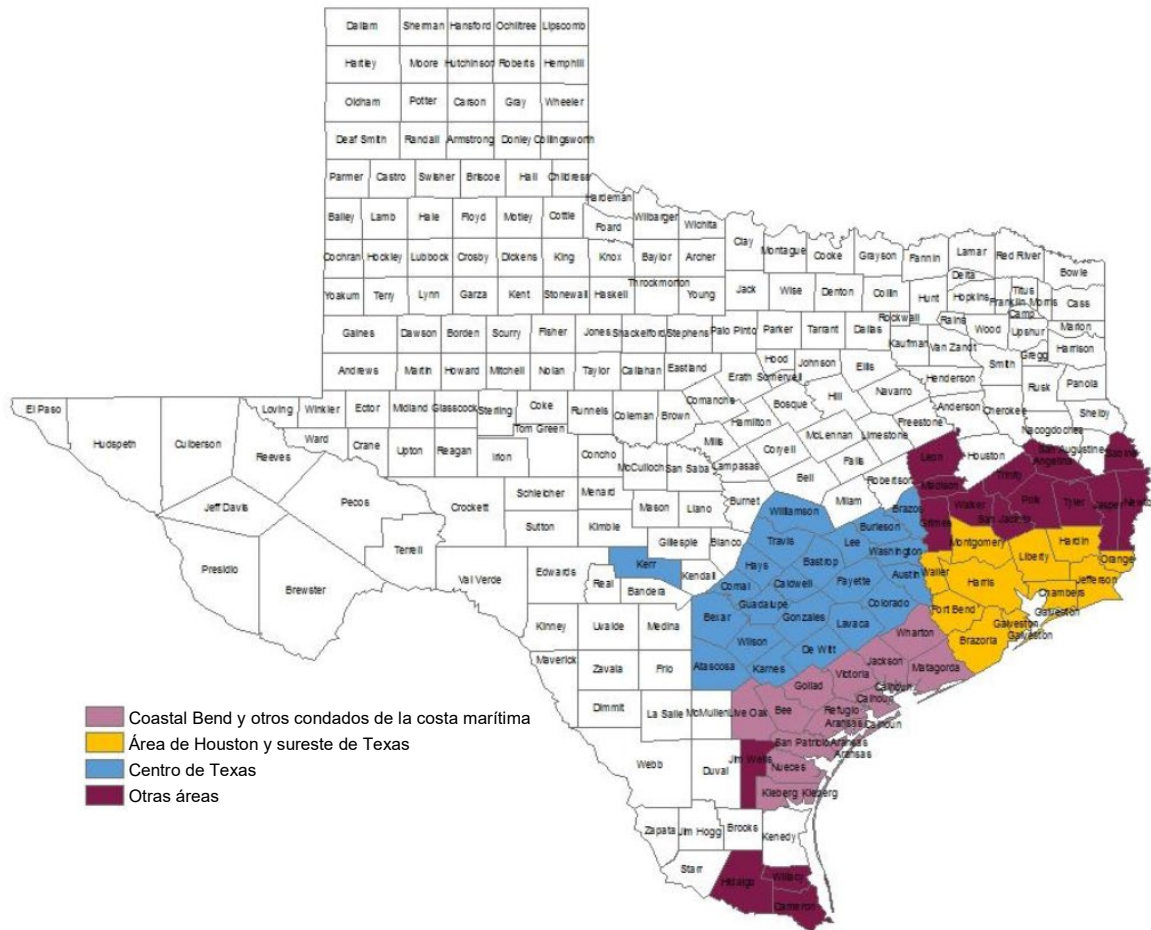 Dallam Sherman Hansford Ochiltree Lipscomb
Hartley Moore Hutchinson Roberts Hemphill
Oldham Potter Carson Gray Wheeler
Deaf Smith Randall Armstrong Donley Collingsworth
Parmer Castro Swisher Briscoe Hall Childress
Hardeman
Bailey Lamb Hale Floyd Motley Cottle Foard Wilbarger Wichita
Clay Montague Cooke Grayson Fannin Lamar Red River Bowie
Cochran Hockley Lubbock Crosby Dickens King Knox Baylor Archer
Delta Titus
Throckmorton
Yoakum Terry Lynn Garza Kent Stonewall Haskell Young Jack Wise Denton Collin Hunt Hopkins Franklin Morris Cass
Camp
Rockwall Rains
Gaines Dawson Borden Scurry Fisher Jones Shackelford Stephens Palo Pinto Parker Tarrant Dallas Kaufman Wood Upshur Marion
Van Zandt Gregg Harrison
Andrews Martin Howard Mitchell Nolan Taylor Callahan Eastland Hood Johnson Ellis Smith
Erath Somervell Henderson Rusk Panola
El Paso Loving Winkler Ector Midland Glasscock Sterling Coke Runnels Coleman Brown Comanche Bosque Hill Navarro Anderson Cherokee Shelby
Hudspeth Culberson Ward Crane Upton Reagan Irion Tom Green Hamilton Freestone Nacogdoches
Reeves Concho McCulloch San Saba Mills Lampasas Coryell McLennan Limestone Leon Houston San Augustine Sabine
Angelina
Bell Falls Robertson Madison Trinity
Jeff Davis Pecos Crockett Schleicher Menard Mason Llano Burnet Milam Walker Polk Tyler Jasper Newton
Sutton Kimble Williamson Burleson Brazos Grimes San Jacinto
Presidio Brewster Terrell Val Verde Edwards Gillespie Blanco Travis Lee Washington Montgomery Liberty Hardin Orange
Kerr Kendall Hays Bastrop Austin Waller Harris Jefferson
Real Bandera Comal Caldwell Fayette Chambers
Kinney Uvalde Medina Bexar Guadalupe Gonzales Colorado Fort Bend Galveston
Lavaca Galveston
Galveston
Wilson Wharton Brazoria
Maverick Zavala Frio Atascosa Karnes De Witt Jackson Matagorda
Goliad Victoria Calhoun
Dimmit La Salle McMullen Live Oak Bee Refugio Calhoun
Aransas Calhoun
Coastal Bend y otros condados de la costa marítima
San Patricio Aransas
Aransas
Área de Houston y sureste de Texas
Webb Duval Jim Wells Nueces
Centro de Texas
Kleberg Kleberg
Otras áreas
Zapata Jim Hogg Brooks Kenedy
Starr Hidalgo Willacy
Cameron